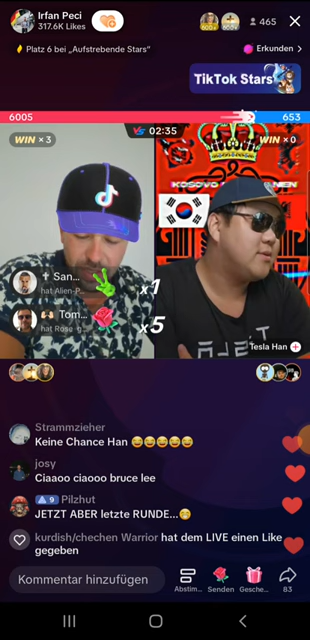 Irfan Peci
317.6K Likes
465
Platz 6 bei „Aufstrebende Stars"
Erkunden >
TikTok Stars
6005
653
WIN × 3
VS 02:35
WIN × 0
✝ San...
hat Alien-P...
x1
Tom...
hat Rose g...
x5
Tesla Han
Strammzieher
Keine Chance Han 😂😂😂😂😂
josy
Ciaaoo ciaooo bruce lee
9 Pilzhut
JETZT ABER letzte RUNDE...😁
kurdish/chechen Warrior hat dem LIVE einen Like
gegeben
Kommentar hinzufügen
Abstim...
Senden
Gesche...
83